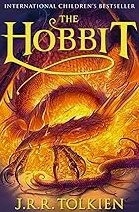 INTERNATIONAL CHILDREN'S BESTSELLER
THE
HOBBIT
J.R.R. TOLKIEN